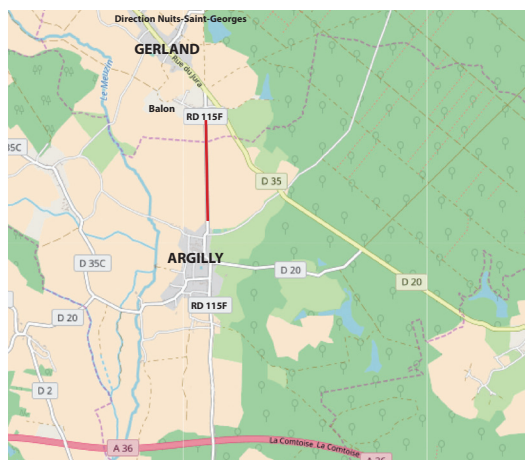 Direction Nuits-Saint-Georges
GERLAND
Rue du Jura
Le Meuzin
Balon
RD 115F
35C
D 35
D 35C
ARGILLY
D 20
D 20
RD 115F
D 20
D 2
A 36
La Comtoise La Comtoise
A 36